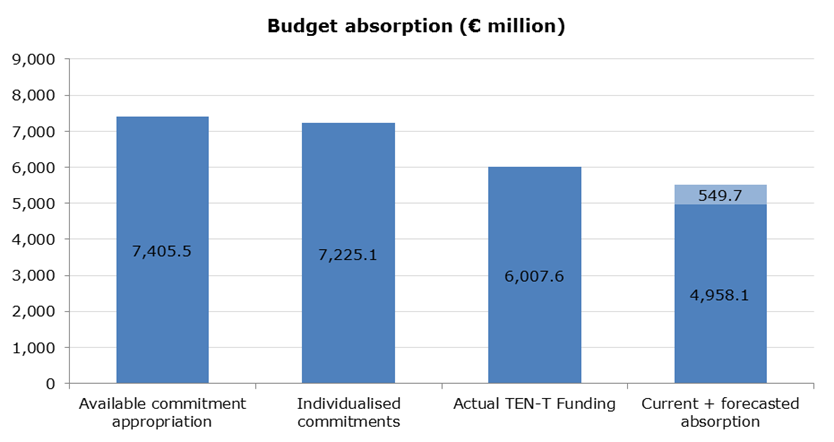 Budget absorption (€ million)
9,000
8,000
7,000
6,000
5,000
4,000
3,000
2,000
1,000
0
7,405.5
7,225.1
6,007.6
549.7
4,958.1
Available commitment
appropriation
Individualised
commitments
Actual TEN-T Funding
Current + forecasted
absorption